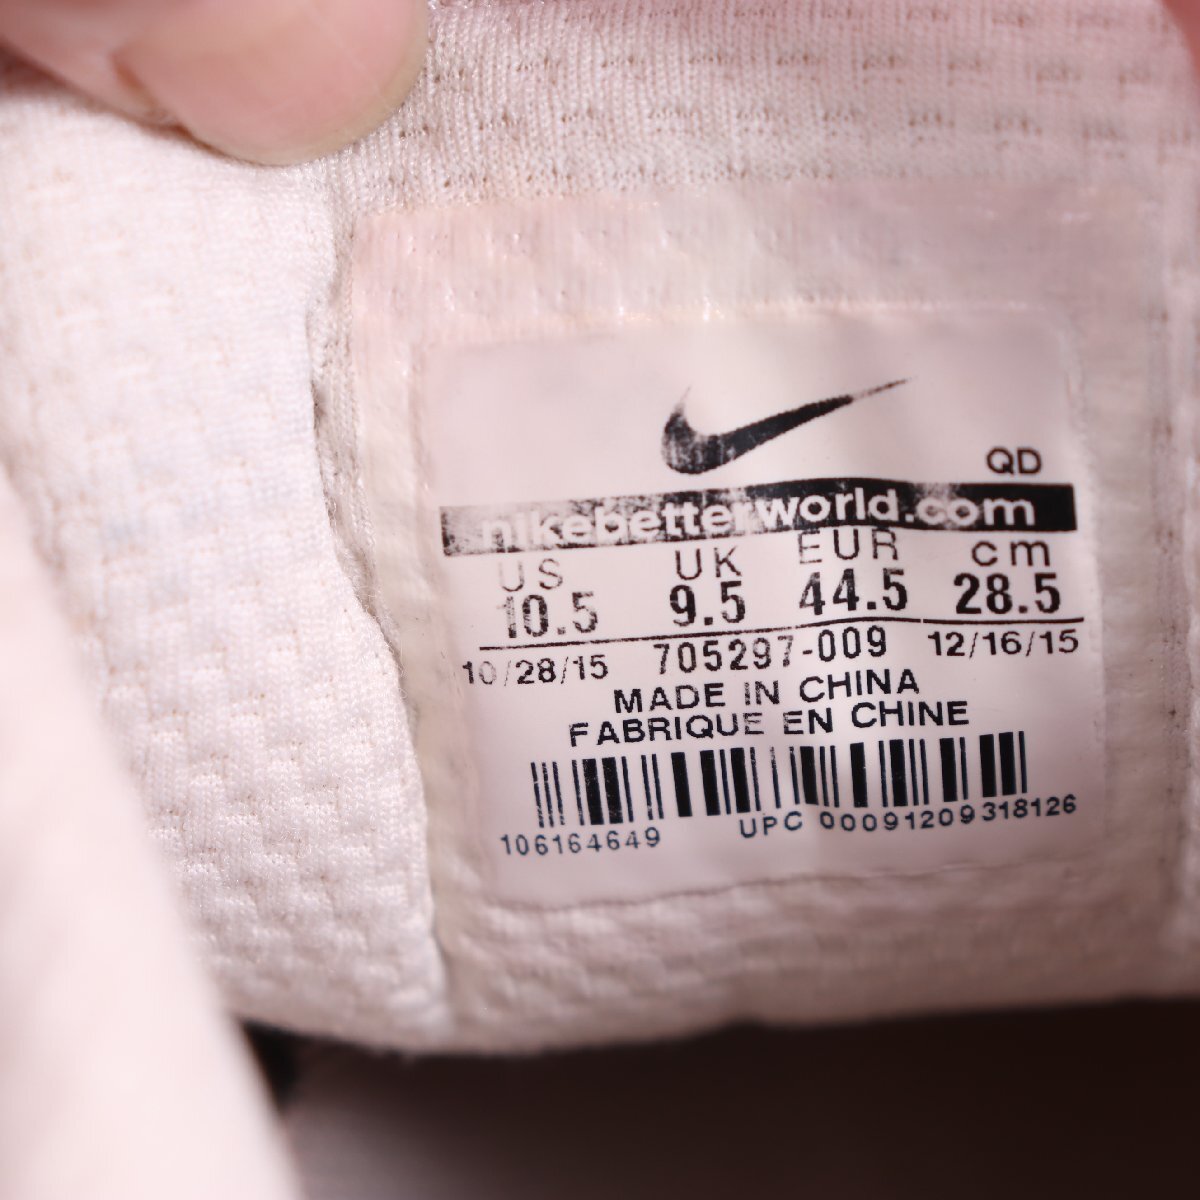 QD
nikebetterworld.com
US UK EUR cm
10.5 9.5 44.5 28.5
10/28/15 705297-009 12/16/15
MADE IN CHINA
FABRIQUE EN CHINE
106164649 UPC 00091209318126